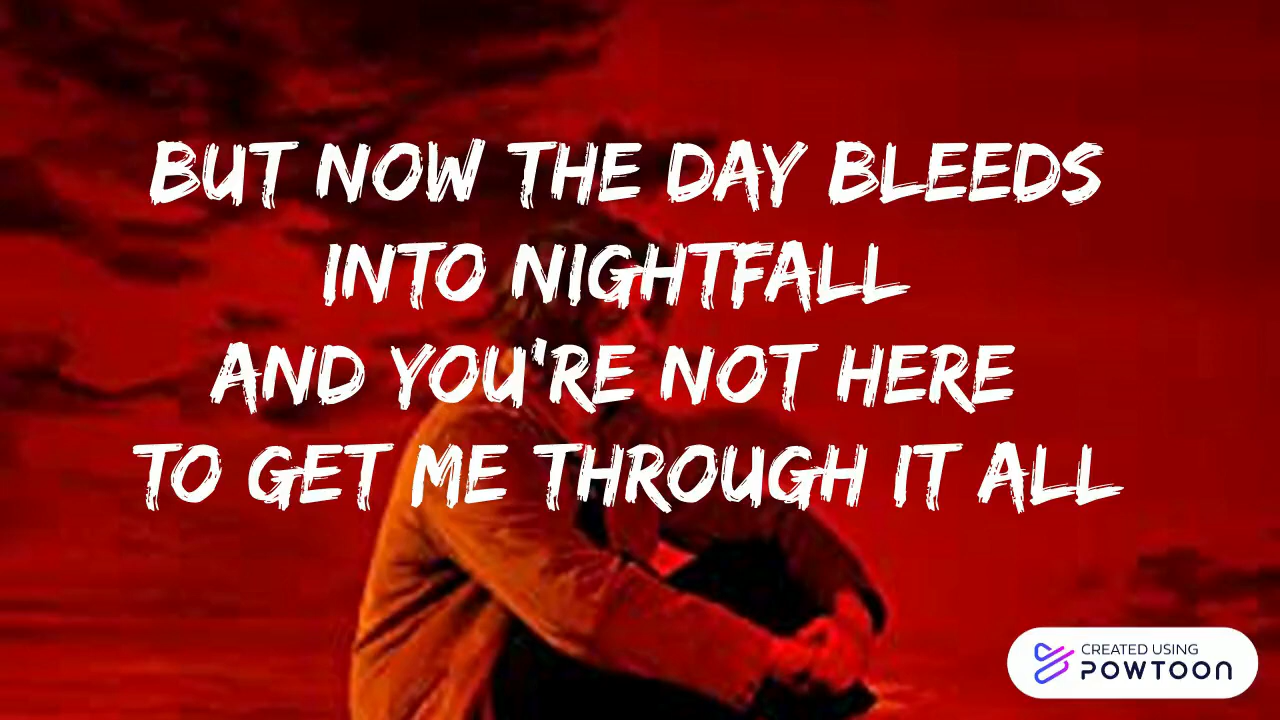 BUT NOW THE DAY BLEEDS
INTO NIGHTFALL
AND YOU'RE NOT HERE
TO GET ME THROUGH IT ALL
CREATED USING
POWTOON